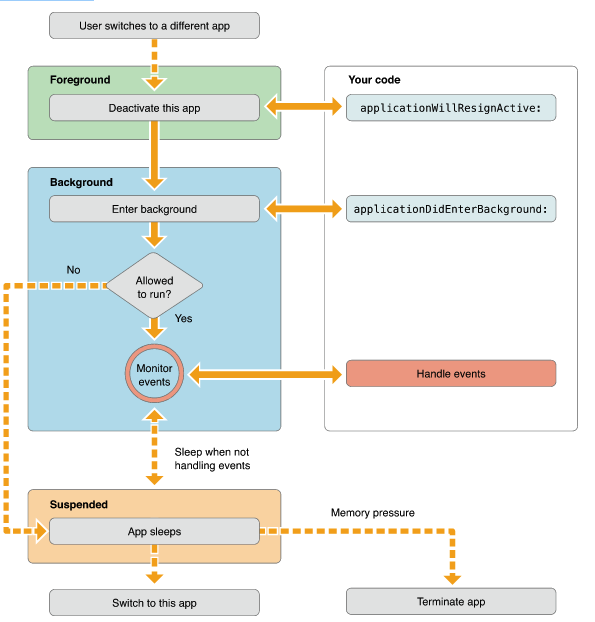 User switches to a different app
Foreground
Your code
Deactivate this app
applicationWillResignActive:
Background
Enter background
applicationDidEnterBackground:
No
Allowed
to run?
Yes
Monitor
events
Handle events
Sleep when not
handling events
Suspended
App sleeps
Memory pressure
Switch to this app
Terminate app